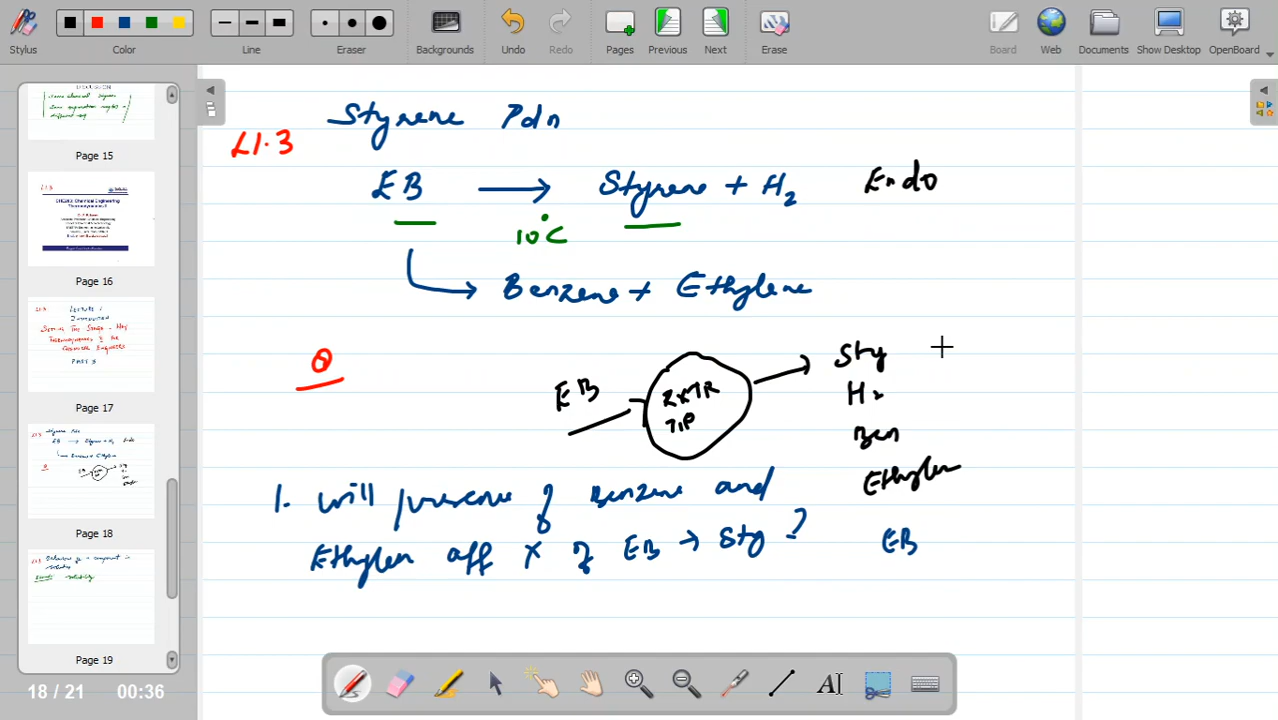 Stylus
Color
Line
Eraser
Backgrounds
Undo
Redo
Pages
Previous
Next
Erase
Board
Web
Documents
Show Desktop
OpenBoard
Page 15
Page 16
Page 17
Page 18
Page 19
18 / 21 00:36
L1.3
Styrene Pdn
EB → Styrene + H2 Endo
10°C
Benzene + Ethylene
Q
EB → RXTR T,P → Sty
H2
Ben
Ethylen
EB
1. Will presence of Benzene and
Ethylen aff X of EB → Sty ?